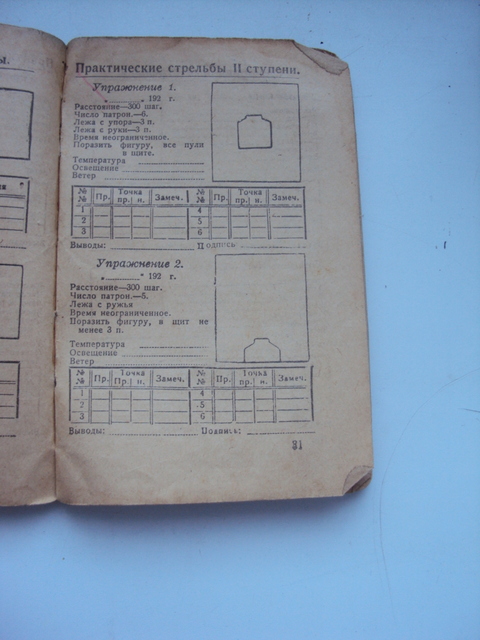 ы.
Практические стрельбы II ступени.
Упражнение 1.
„ " 192 г.
Расстояние—300 шаг.
Число патрон.—6.
Лежа с упора—3 п.
Лежа с руки—3 п.
Время неограниченное.
Поразить фигуру, все пули
в щите.
Температура
Освещение
Ветер
№ № Пр. Точка пр. н. Замеч. № № Пр. Точка пр. н. Замеч.
1 4
2 5
3 6
Выводы: Подпись
Упражнение 2.
„ " 192 г.
Расстояние—300 шаг.
Число патрон.—5.
Лежа с ружья
Время неограниченное.
Поразить фигуру, в щит не
менее 3 п.
Температура
Освещение
Ветер
№ № Пр. Точка Пр. н. Замеч. № № Пр. Точка пр. н. Замеч.
1 4
2 5
3 6
Выводы: Подпись:
31